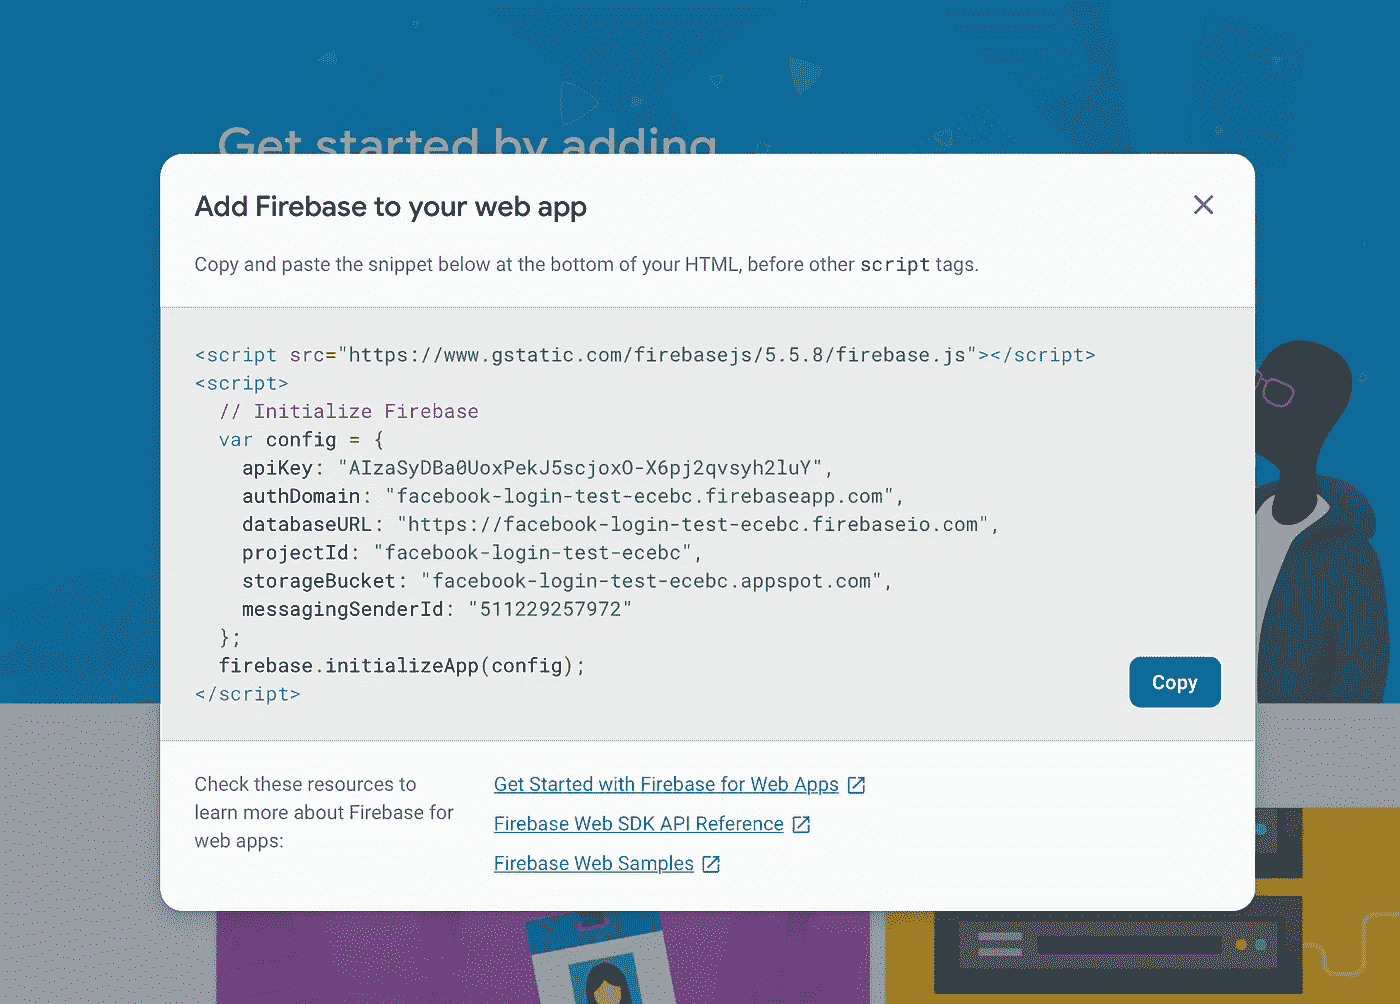 Get started by adding
Add Firebase to your web app
Copy and paste the snippet below at the bottom of your HTML, before other script tags.
<script src="https://www.gstatic.com/firebasejs/5.5.8/firebase.js"></script>
<script>
// Initialize Firebase
var config = {
apiKey: "AIzaSyDBa0UoxPekJ5scjoxO-X6pj2qvsyh2luY",
authDomain: "facebook-login-test-ecebc.firebaseapp.com",
databaseURL: "https://facebook-login-test-ecebc.firebaseio.com",
projectId: "facebook-login-test-ecebc",
storageBucket: "facebook-login-test-ecebc.appspot.com",
messagingSenderId: "511229257972"
};
firebase.initializeApp(config);
</script>
Copy
Check these resources to
learn more about Firebase for
web apps:
Get Started with Firebase for Web Apps
Firebase Web SDK API Reference
Firebase Web Samples